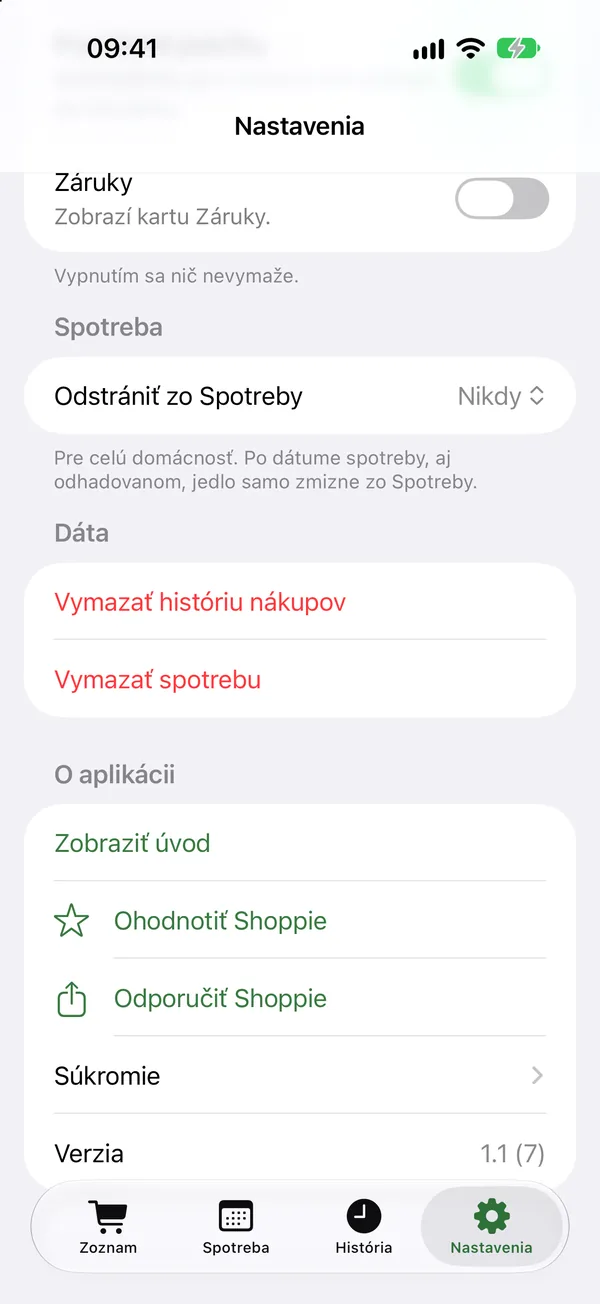 09:41
Nastavenia
Záruky
Zobrazí kartu Záruky.
Vypnutím sa nič nevymaže.
Spotreba
Odstrániť zo Spotreby
Nikdy
Pre celú domácnosť. Po dátume spotreby, aj
odhadovanom, jedlo samo zmizne zo Spotreby.
Dáta
Vymazať históriu nákupov
Vymazať spotrebu
O aplikácii
Zobraziť úvod
Ohodnotiť Shoppie
Odporučiť Shoppie
Súkromie
Verzia
1.1 (7)
Zoznam
Spotreba
História
Nastavenia